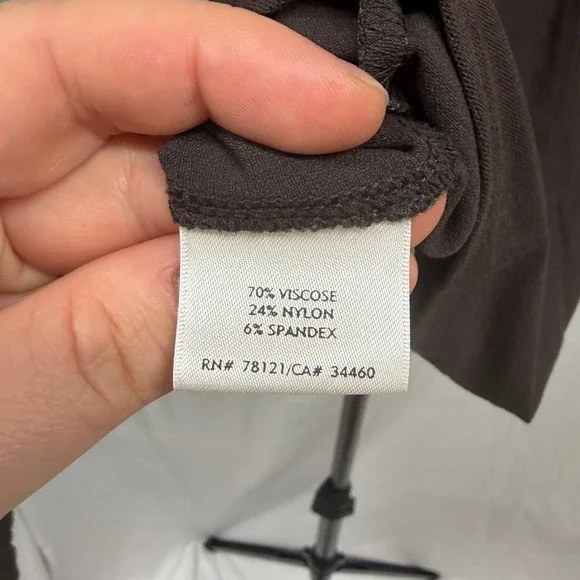 70% VISCOSE
24% NYLON
6% SPANDEX
RN# 78121/CA# 34460